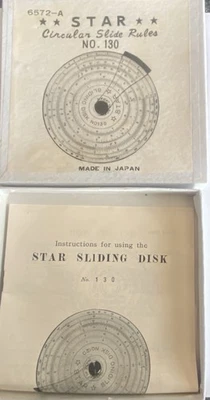 6572-A
★★ STAR ★★
Circular Slide Rules
NO. 130
MADE IN JAPAN
Instructions for using the
STAR SLIDING DISK
No. 130